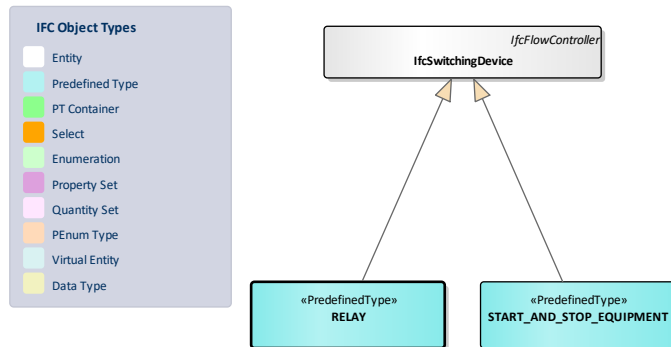 IFC Object Types
Entity
Predefined Type
PT Container
Select
Enumeration
Property Set
Quantity Set
PEnum Type
Virtual Entity
Data Type
IfcFlowController
IfcSwitchingDevice
«PredefinedType»
RELAY
«PredefinedType»
START_AND_STOP_EQUIPMENT